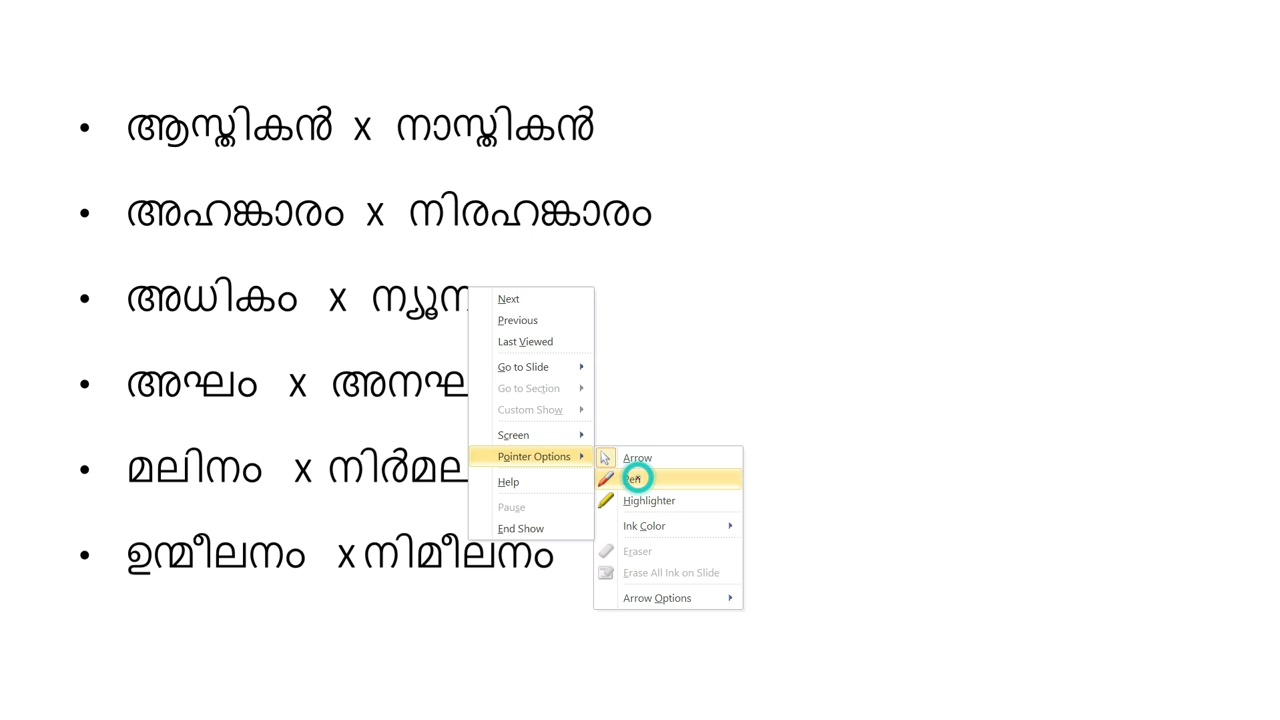 • ആസ്തികൻ x നാസ്തികൻ
• അഹങ്കാരം x നിരഹങ്കാരം
• അധികം x
• അഘം x
• മലിനം x
• ഉന്മീലനം x നിമീലനം
Next
Previous
Last Viewed
Go to Slide
Go to Section
Custom Show
Screen
Pointer Options
Help
Pause
End Show
Arrow
Pen
Highlighter
Ink Color
Eraser
Erase All Ink on Slide
Arrow Options